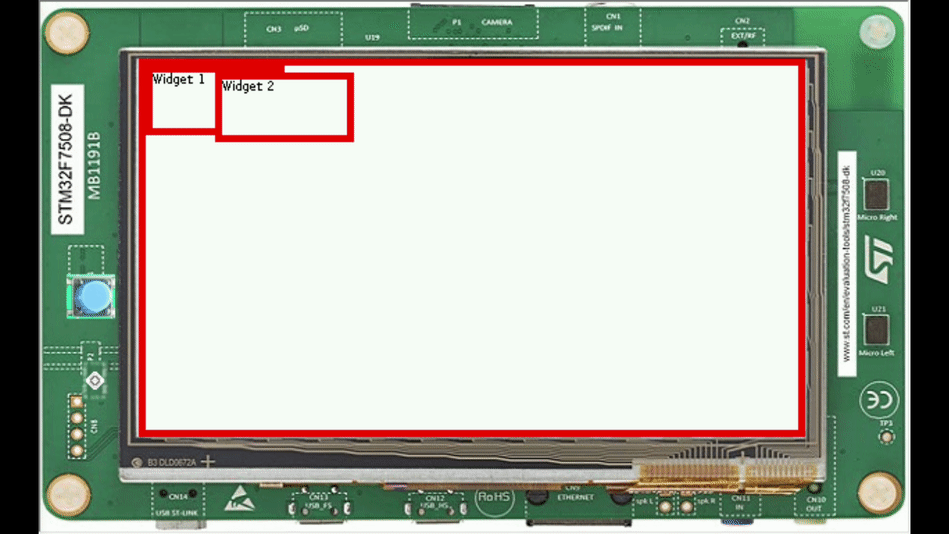 CN3 µSD
U19
P1 CAMERA
CN1
SPDIF IN
CN2
EXT/RF
Widget 1
Widget 2
STM32F7508-DK
MB1191B
U20
Micro Right
www.st.com/en/evaluation-tools/stm32f7508-dk
U21
Micro Left
CE
TP3
P2
CN8
B3 DLD0672A
CN14
USB ST-LINK
CN13
USB_FS
CN12
USB_HS
RoHS
CN9
ETHERNET
spk L
spk R
CN11
IN
CN10
OUT